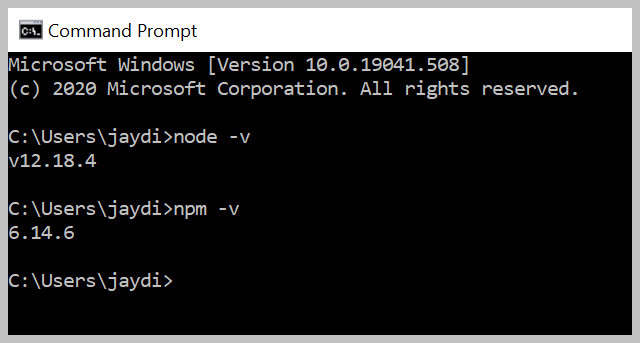 Command Prompt
Microsoft Windows [Version 10.0.19041.508]
(c) 2020 Microsoft Corporation. All rights reserved.
C:\Users\jaydi>node -v
v12.18.4
C:\Users\jaydi>npm -v
6.14.6
C:\Users\jaydi>